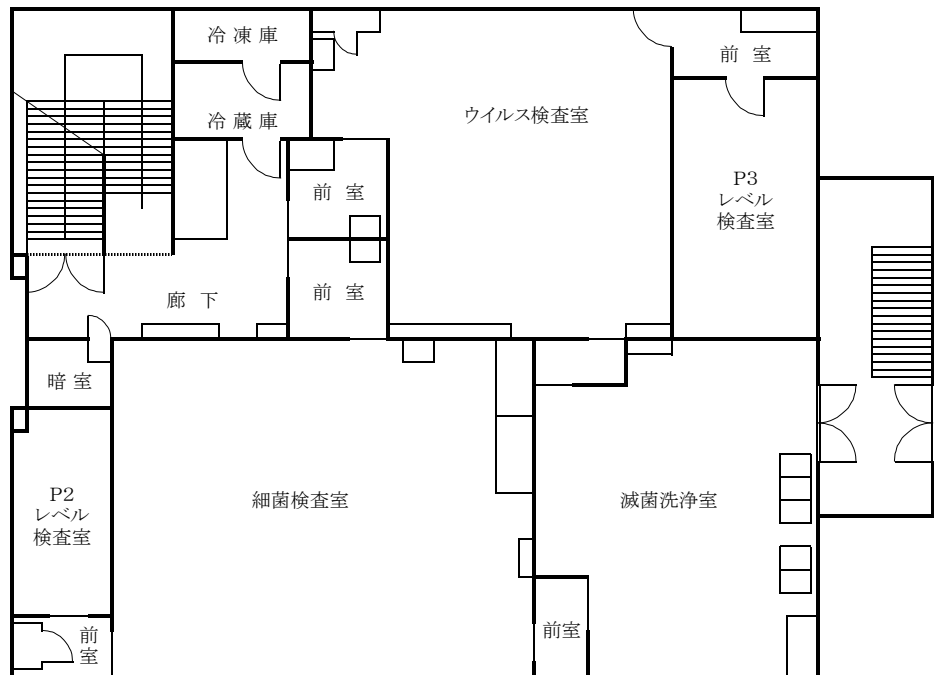 冷凍庫
前室
冷蔵庫
ウイルス検査室
前室
P3
レベル
検査室
前室
廊下
暗室
P2
レベル
検査室
細菌検査室
滅菌洗浄室
前室
前
室